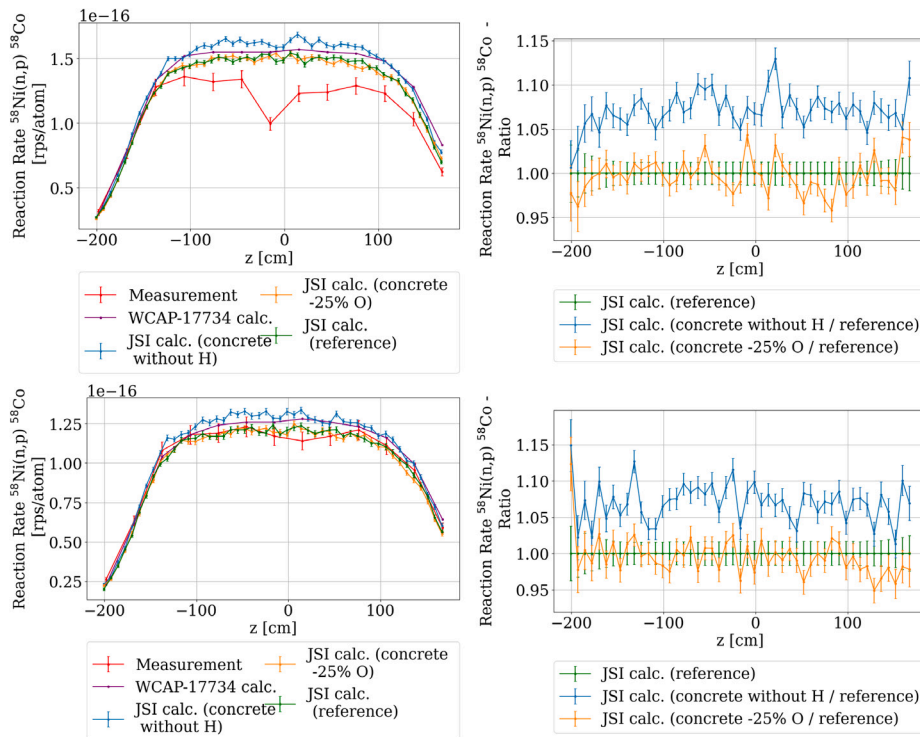 1e−16
Reaction Rate ⁵⁸Ni(n,p) ⁵⁸Co
[rps/atom]
1.5
1.0
0.5
−200
−100
0
100
z [cm]
Measurement
WCAP-17734 calc.
JSI calc. (concrete
without H)
JSI calc. (concrete
-25% O)
JSI calc.
(reference)
Reaction Rate ⁵⁸Ni(n,p) ⁵⁸Co -
Ratio
1.15
1.10
1.05
1.00
0.95
−200
−100
0
100
z [cm]
JSI calc. (reference)
JSI calc. (concrete without H / reference)
JSI calc. (concrete -25% O / reference)
1e−16
Reaction Rate ⁵⁸Ni(n,p) ⁵⁸Co
[rps/atom]
1.25
1.00
0.75
0.50
0.25
−200
−100
0
100
z [cm]
Measurement
WCAP-17734 calc.
JSI calc. (concrete
without H)
JSI calc. (concrete
-25% O)
JSI calc.
(reference)
Reaction Rate ⁵⁸Ni(n,p) ⁵⁸Co -
Ratio
1.15
1.10
1.05
1.00
0.95
−200
−100
0
100
z [cm]
JSI calc. (reference)
JSI calc. (concrete without H / reference)
JSI calc. (concrete -25% O / reference)